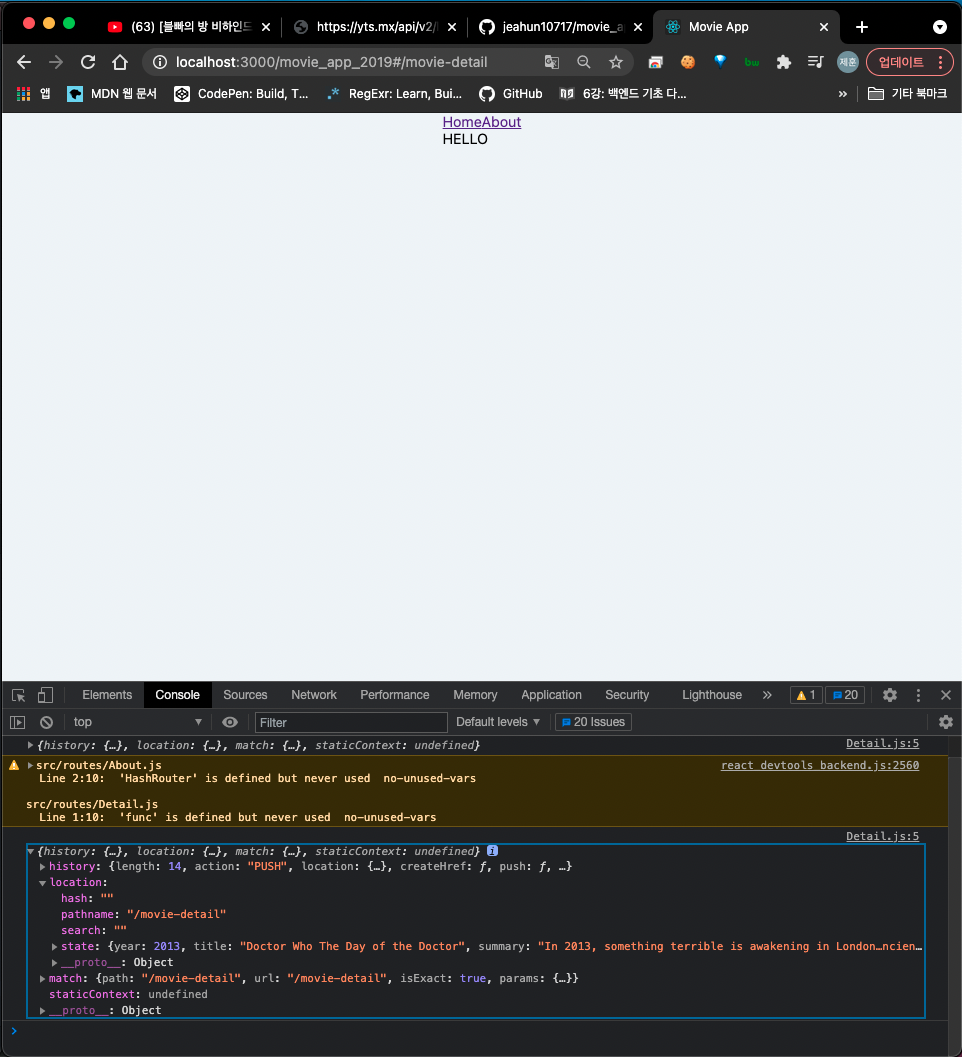 (63) [블빠의 방 비하인드
https://yts.mx/api/v2/
jeahun10717/movie_a
Movie App
localhost:3000/movie_app_2019#/movie-detail
제훈
업데이트
앱
MDN 웹 문서
CodePen: Build, T...
RegExr: Learn, Bui...
GitHub
6강: 백엔드 기초 다...
»
기타 북마크
HomeAbout
HELLO
Elements Console Sources Network Performance Memory Application Security Lighthouse » 1 20
top Filter Default levels 20 Issues
{history: {…}, location: {…}, match: {…}, staticContext: undefined} Detail.js:5
src/routes/About.js react devtools backend.js:2560
Line 2:10: 'HashRouter' is defined but never used no-unused-vars
src/routes/Detail.js
Line 1:10: 'func' is defined but never used no-unused-vars
Detail.js:5
{history: {…}, location: {…}, match: {…}, staticContext: undefined} i
history: {length: 14, action: "PUSH", location: {…}, createHref: ƒ, push: ƒ, …}
location:
hash: ""
pathname: "/movie-detail"
search: ""
state: {year: 2013, title: "Doctor Who The Day of the Doctor", summary: "In 2013, something terrible is awakening in London…ncien…
__proto__: Object
match: {path: "/movie-detail", url: "/movie-detail", isExact: true, params: {…}}
staticContext: undefined
__proto__: Object
>